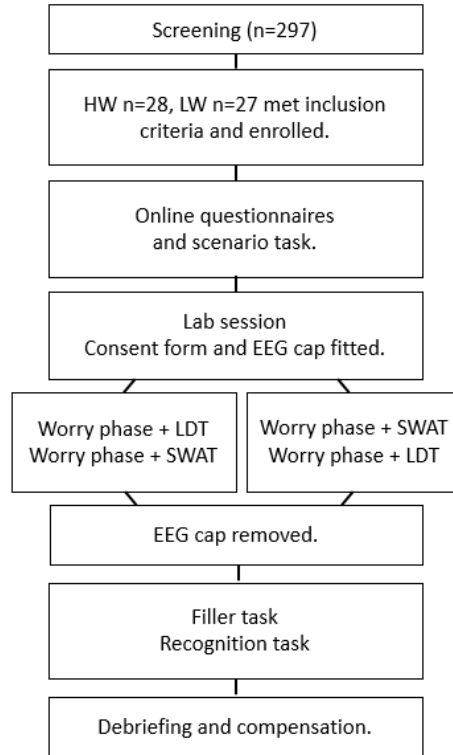 Screening (n=297)
HW n=28, LW n=27 met inclusion
criteria and enrolled.
Online questionnaires
and scenario task.
Lab session
Consent form and EEG cap fitted.
Worry phase + LDT
Worry phase + SWAT
Worry phase + SWAT
Worry phase + LDT
EEG cap removed.
Filler task
Recognition task
Debriefing and compensation.